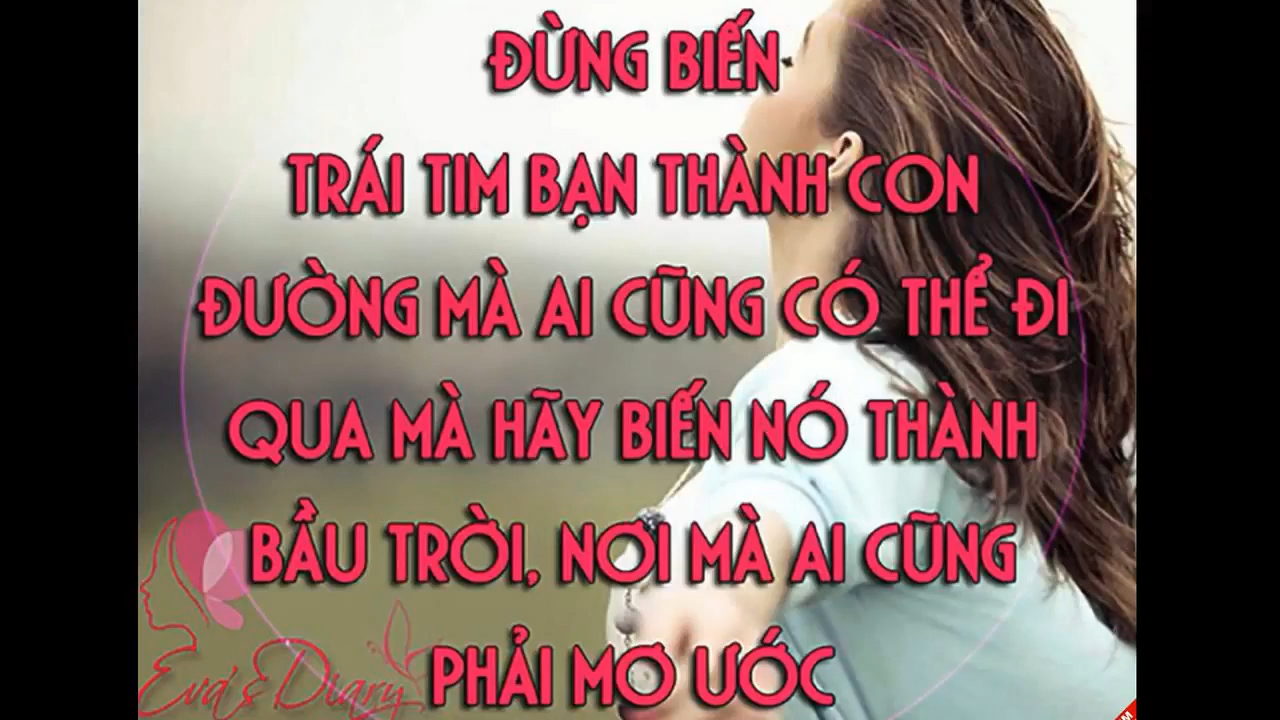 ĐỪNG BIẾN
TRÁI TIM BẠN THÀNH CON
ĐƯỜNG MÀ AI CŨNG CÓ THỂ ĐI
QUA MÀ HÃY BIẾN NÓ THÀNH
BẦU TRỜI, NƠI MÀ AI CŨNG
PHẢI MƠ ƯỚC
Eva's Diary